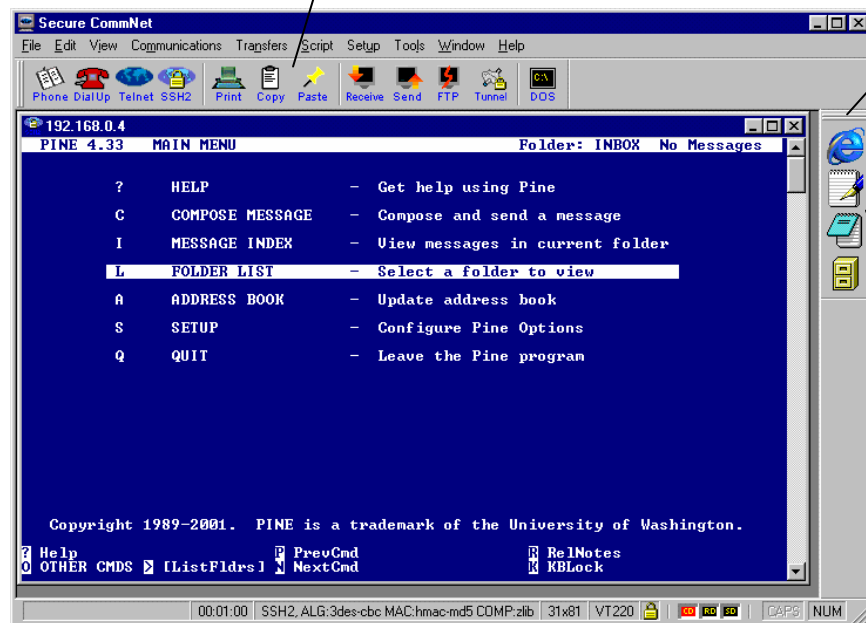 Secure CommNet
File Edit View Communications Transfers Script Setup Tools Window Help
Phone DialUp Telnet SSH2 Print Copy Paste Receive Send FTP Tunnel DOS
C:\
192.168.0.4
PINE 4.33 MAIN MENU Folder: INBOX No Messages
? HELP - Get help using Pine
C COMPOSE MESSAGE - Compose and send a message
I MESSAGE INDEX - View messages in current folder
L FOLDER LIST - Select a folder to view
A ADDRESS BOOK - Update address book
S SETUP - Configure Pine Options
Q QUIT - Leave the Pine program
Copyright 1989-2001. PINE is a trademark of the University of Washington.
? Help P PrevCmd R RelNotes
O OTHER CMDS > [ListFldrs] N NextCmd K KBLock
00:01:00 SSH2, ALG:3des-cbc MAC:hmac-md5 COMP:zlib 31x81 VT220 CD RD SD CAPS NUM